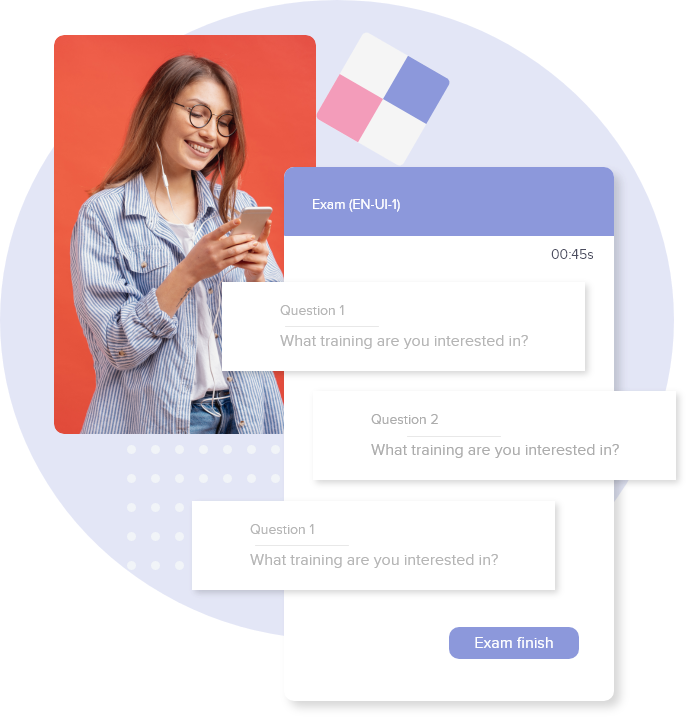 Exam (EN-UI-1)
00:45s
Question 1
What training are you interested in?
Question 2
What training are you interested in?
Question 1
What training are you interested in?
Exam finish